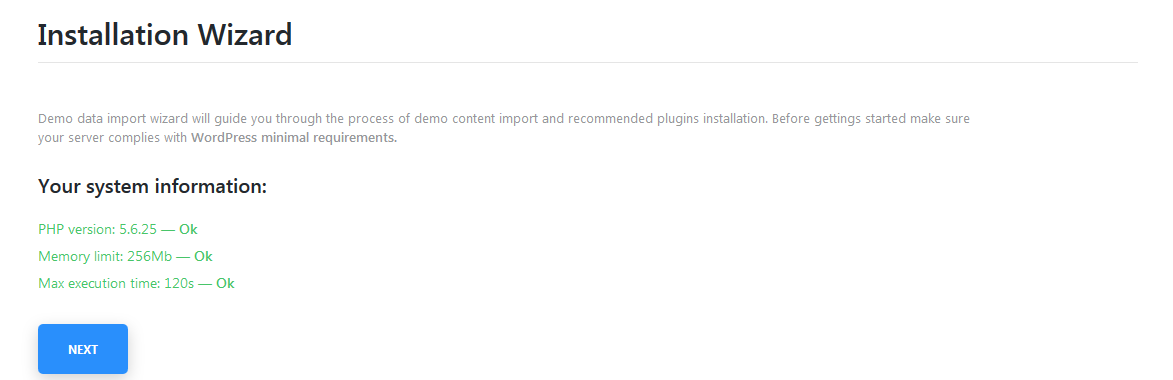 Installation Wizard
Demo data import wizard will guide you through the process of demo content import and recommended plugins installation. Before gettings started make sure
your server complies with WordPress minimal requirements.
Your system information:
PHP version: 5.6.25 — Ok
Memory limit: 256Mb — Ok
Max execution time: 120s — Ok
NEXT